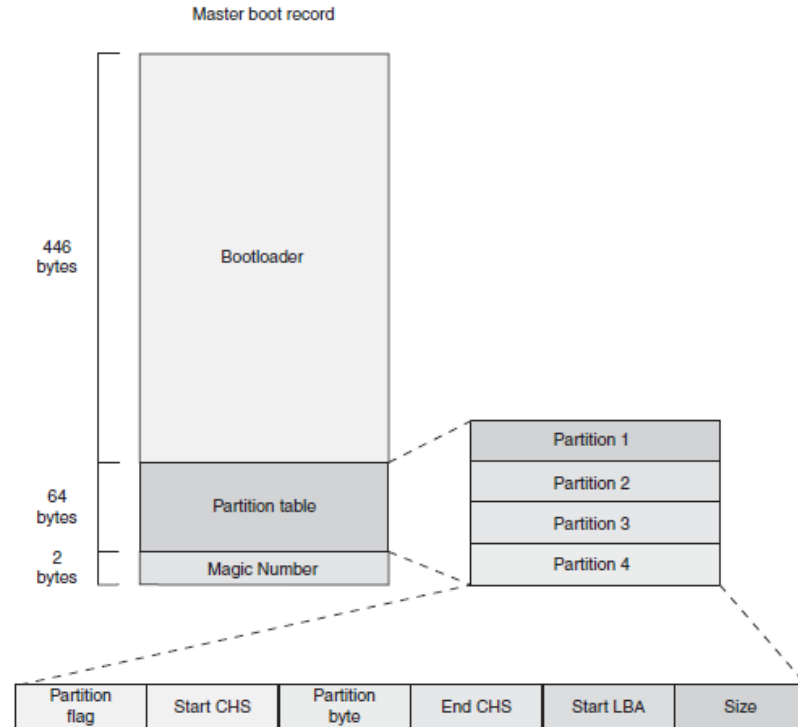 Master boot record
446
bytes
Bootloader
64
bytes
Partition table
2
bytes
Magic Number
Partition 1
Partition 2
Partition 3
Partition 4
Partition
flag
Start CHS
Partition
byte
End CHS
Start LBA
Size